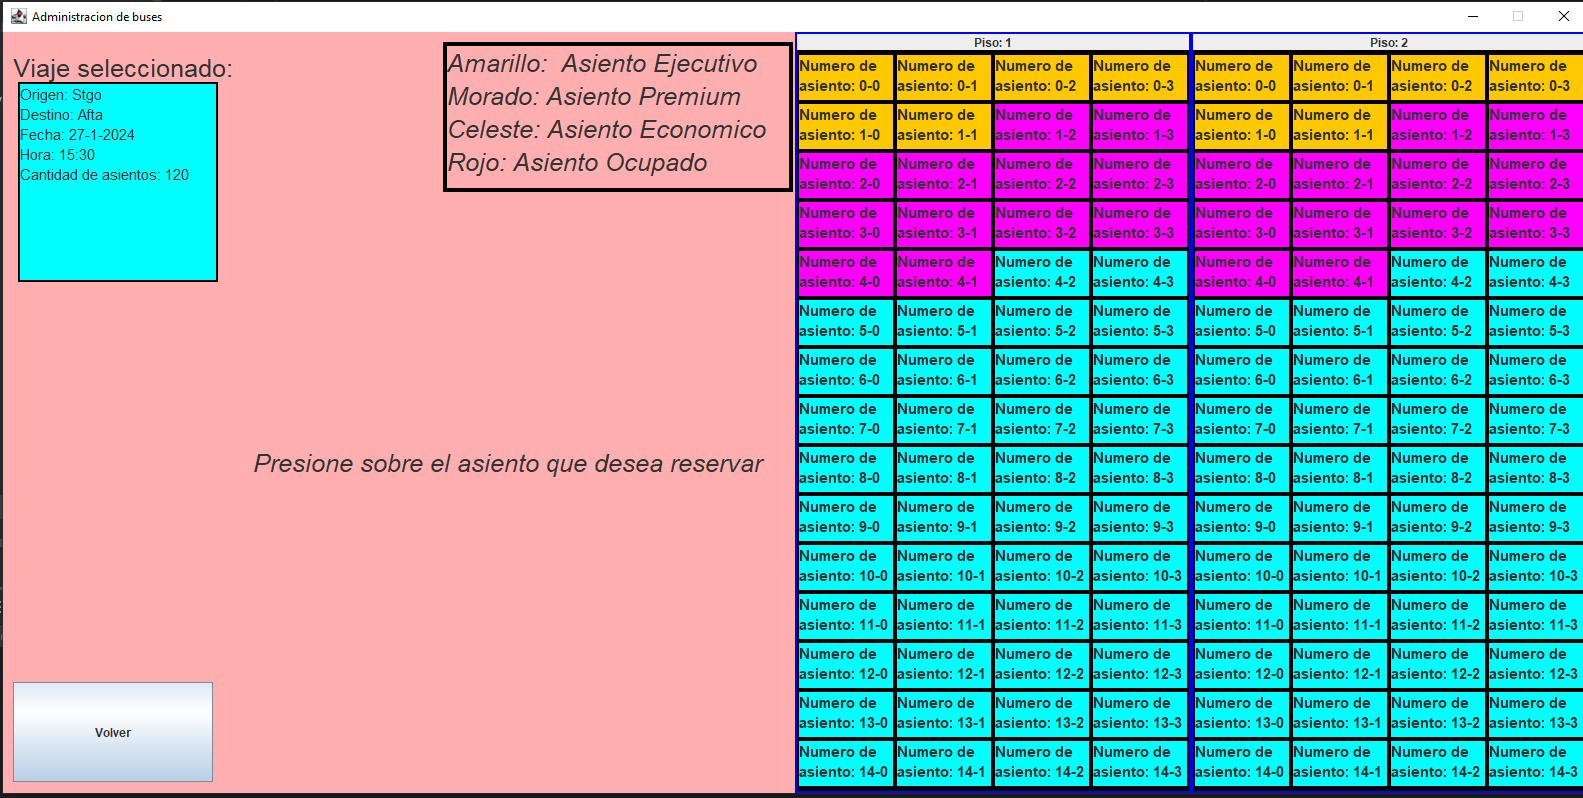 Administracion de buses
Viaje seleccionado:
Origen: Stgo
Destino: Afta
Fecha: 27-1-2024
Hora: 15:30
Cantidad de asientos: 120
Amarillo:  Asiento Ejecutivo
Morado: Asiento Premium
Celeste: Asiento Economico
Rojo: Asiento Ocupado
Presione sobre el asiento que desea reservar
Volver
Piso: 1
Numero de Numero de Numero de Numero de
asiento: 0-0 asiento: 0-1 asiento: 0-2 asiento: 0-3
Numero de Numero de Numero de Numero de
asiento: 1-0 asiento: 1-1 asiento: 1-2 asiento: 1-3
Numero de Numero de Numero de Numero de
asiento: 2-0 asiento: 2-1 asiento: 2-2 asiento: 2-3
Numero de Numero de Numero de Numero de
asiento: 3-0 asiento: 3-1 asiento: 3-2 asiento: 3-3
Numero de Numero de Numero de Numero de
asiento: 4-0 asiento: 4-1 asiento: 4-2 asiento: 4-3
Numero de Numero de Numero de Numero de
asiento: 5-0 asiento: 5-1 asiento: 5-2 asiento: 5-3
Numero de Numero de Numero de Numero de
asiento: 6-0 asiento: 6-1 asiento: 6-2 asiento: 6-3
Numero de Numero de Numero de Numero de
asiento: 7-0 asiento: 7-1 asiento: 7-2 asiento: 7-3
Numero de Numero de Numero de Numero de
asiento: 8-0 asiento: 8-1 asiento: 8-2 asiento: 8-3
Numero de Numero de Numero de Numero de
asiento: 9-0 asiento: 9-1 asiento: 9-2 asiento: 9-3
Numero de Numero de Numero de Numero de
asiento: 10-0 asiento: 10-1 asiento: 10-2 asiento: 10-3
Numero de Numero de Numero de Numero de
asiento: 11-0 asiento: 11-1 asiento: 11-2 asiento: 11-3
Numero de Numero de Numero de Numero de
asiento: 12-0 asiento: 12-1 asiento: 12-2 asiento: 12-3
Numero de Numero de Numero de Numero de
asiento: 13-0 asiento: 13-1 asiento: 13-2 asiento: 13-3
Numero de Numero de Numero de Numero de
asiento: 14-0 asiento: 14-1 asiento: 14-2 asiento: 14-3
Piso: 2
Numero de Numero de Numero de Numero de
asiento: 0-0 asiento: 0-1 asiento: 0-2 asiento: 0-3
Numero de Numero de Numero de Numero de
asiento: 1-0 asiento: 1-1 asiento: 1-2 asiento: 1-3
Numero de Numero de Numero de Numero de
asiento: 2-0 asiento: 2-1 asiento: 2-2 asiento: 2-3
Numero de Numero de Numero de Numero de
asiento: 3-0 asiento: 3-1 asiento: 3-2 asiento: 3-3
Numero de Numero de Numero de Numero de
asiento: 4-0 asiento: 4-1 asiento: 4-2 asiento: 4-3
Numero de Numero de Numero de Numero de
asiento: 5-0 asiento: 5-1 asiento: 5-2 asiento: 5-3
Numero de Numero de Numero de Numero de
asiento: 6-0 asiento: 6-1 asiento: 6-2 asiento: 6-3
Numero de Numero de Numero de Numero de
asiento: 7-0 asiento: 7-1 asiento: 7-2 asiento: 7-3
Numero de Numero de Numero de Numero de
asiento: 8-0 asiento: 8-1 asiento: 8-2 asiento: 8-3
Numero de Numero de Numero de Numero de
asiento: 9-0 asiento: 9-1 asiento: 9-2 asiento: 9-3
Numero de Numero de Numero de Numero de
asiento: 10-0 asiento: 10-1 asiento: 10-2 asiento: 10-3
Numero de Numero de Numero de Numero de
asiento: 11-0 asiento: 11-1 asiento: 11-2 asiento: 11-3
Numero de Numero de Numero de Numero de
asiento: 12-0 asiento: 12-1 asiento: 12-2 asiento: 12-3
Numero de Numero de Numero de Numero de
asiento: 13-0 asiento: 13-1 asiento: 13-2 asiento: 13-3
Numero de Numero de Numero de Numero de
asiento: 14-0 asiento: 14-1 asiento: 14-2 asiento: 14-3